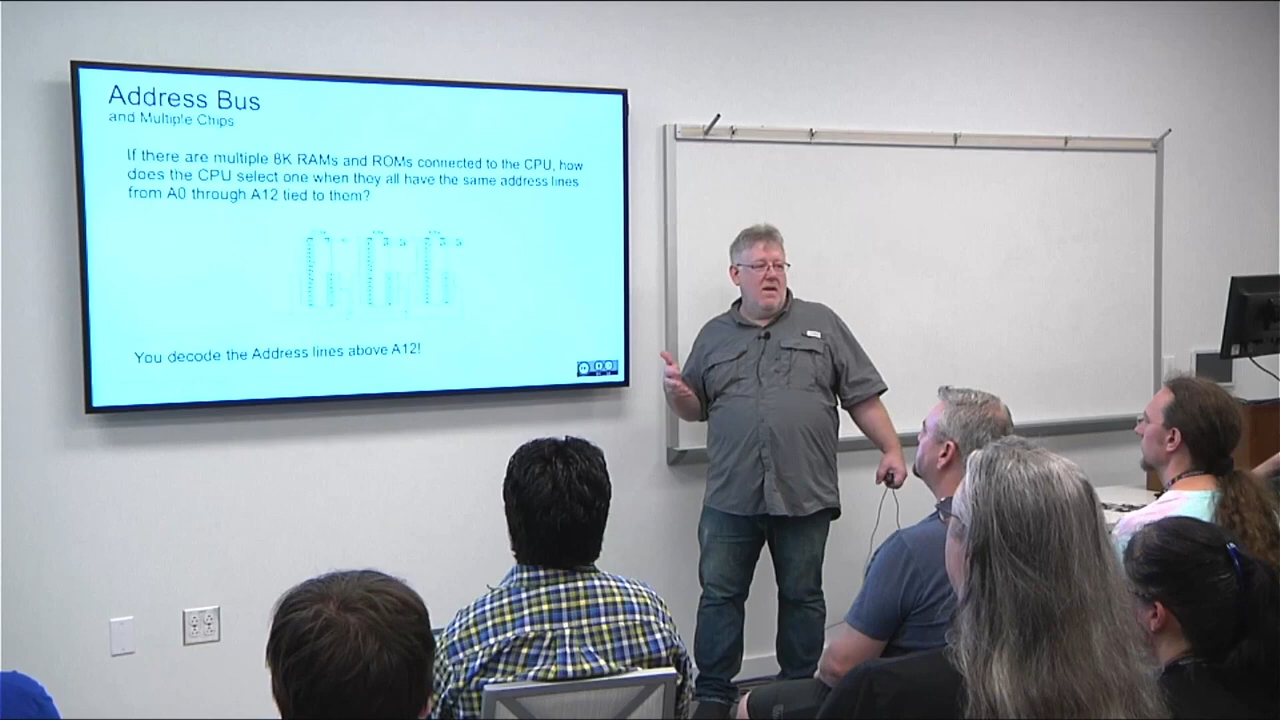 Address Bus
and Multiple Chips
If there are multiple 8K RAMs and ROMs connected to the CPU, how
does the CPU select one when they all have the same address lines
from A0 through A12 tied to them?
You decode the Address lines above A12!